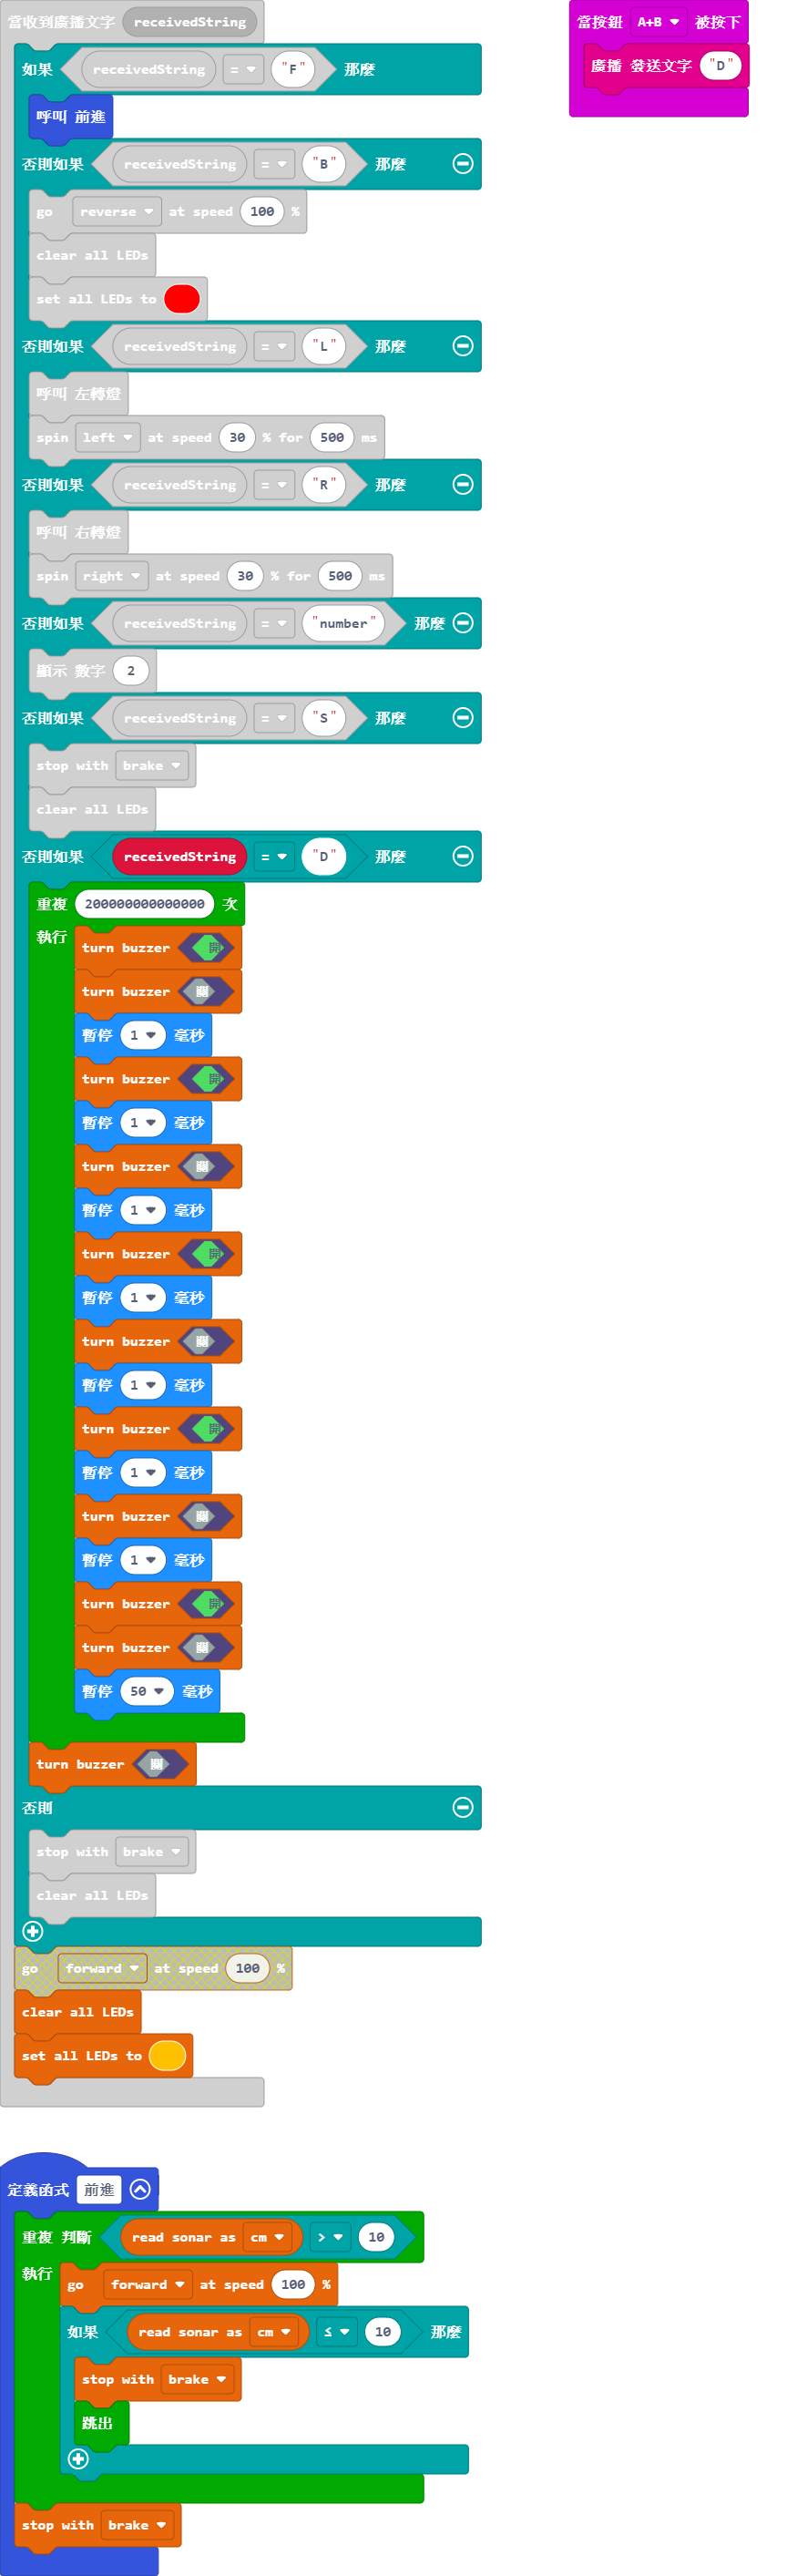 當收到廣播文字 receivedString
如果 receivedString = "F" 那麼
呼叫 前進
否則如果 receivedString = "B" 那麼
go reverse at speed 100 %
clear all LEDs
set all LEDs to
否則如果 receivedString = "L" 那麼
呼叫 左轉燈
spin left at speed 30 % for 500 ms
否則如果 receivedString = "R" 那麼
呼叫 右轉燈
spin right at speed 30 % for 500 ms
否則如果 receivedString = "number" 那麼
顯示 數字 2
否則如果 receivedString = "S" 那麼
stop with brake
clear all LEDs
否則如果 receivedString = "D" 那麼
重複 200000000000000 次
執行 turn buzzer 開
turn buzzer 關
暫停 1 毫秒
turn buzzer 開
暫停 1 毫秒
turn buzzer 關
暫停 1 毫秒
turn buzzer 開
暫停 1 毫秒
turn buzzer 關
暫停 1 毫秒
turn buzzer 開
暫停 1 毫秒
turn buzzer 關
暫停 1 毫秒
turn buzzer 開
turn buzzer 關
暫停 50 毫秒
turn buzzer 關
否則
stop with brake
clear all LEDs
go forward at speed 100 %
clear all LEDs
set all LEDs to
定義函式 前進
重複 判斷 read sonar as cm > 10
執行 go forward at speed 100 %
如果 read sonar as cm ≤ 10 那麼
stop with brake
跳出
stop with brake
當按鈕 A+B 被按下
廣播 發送文字 "D"